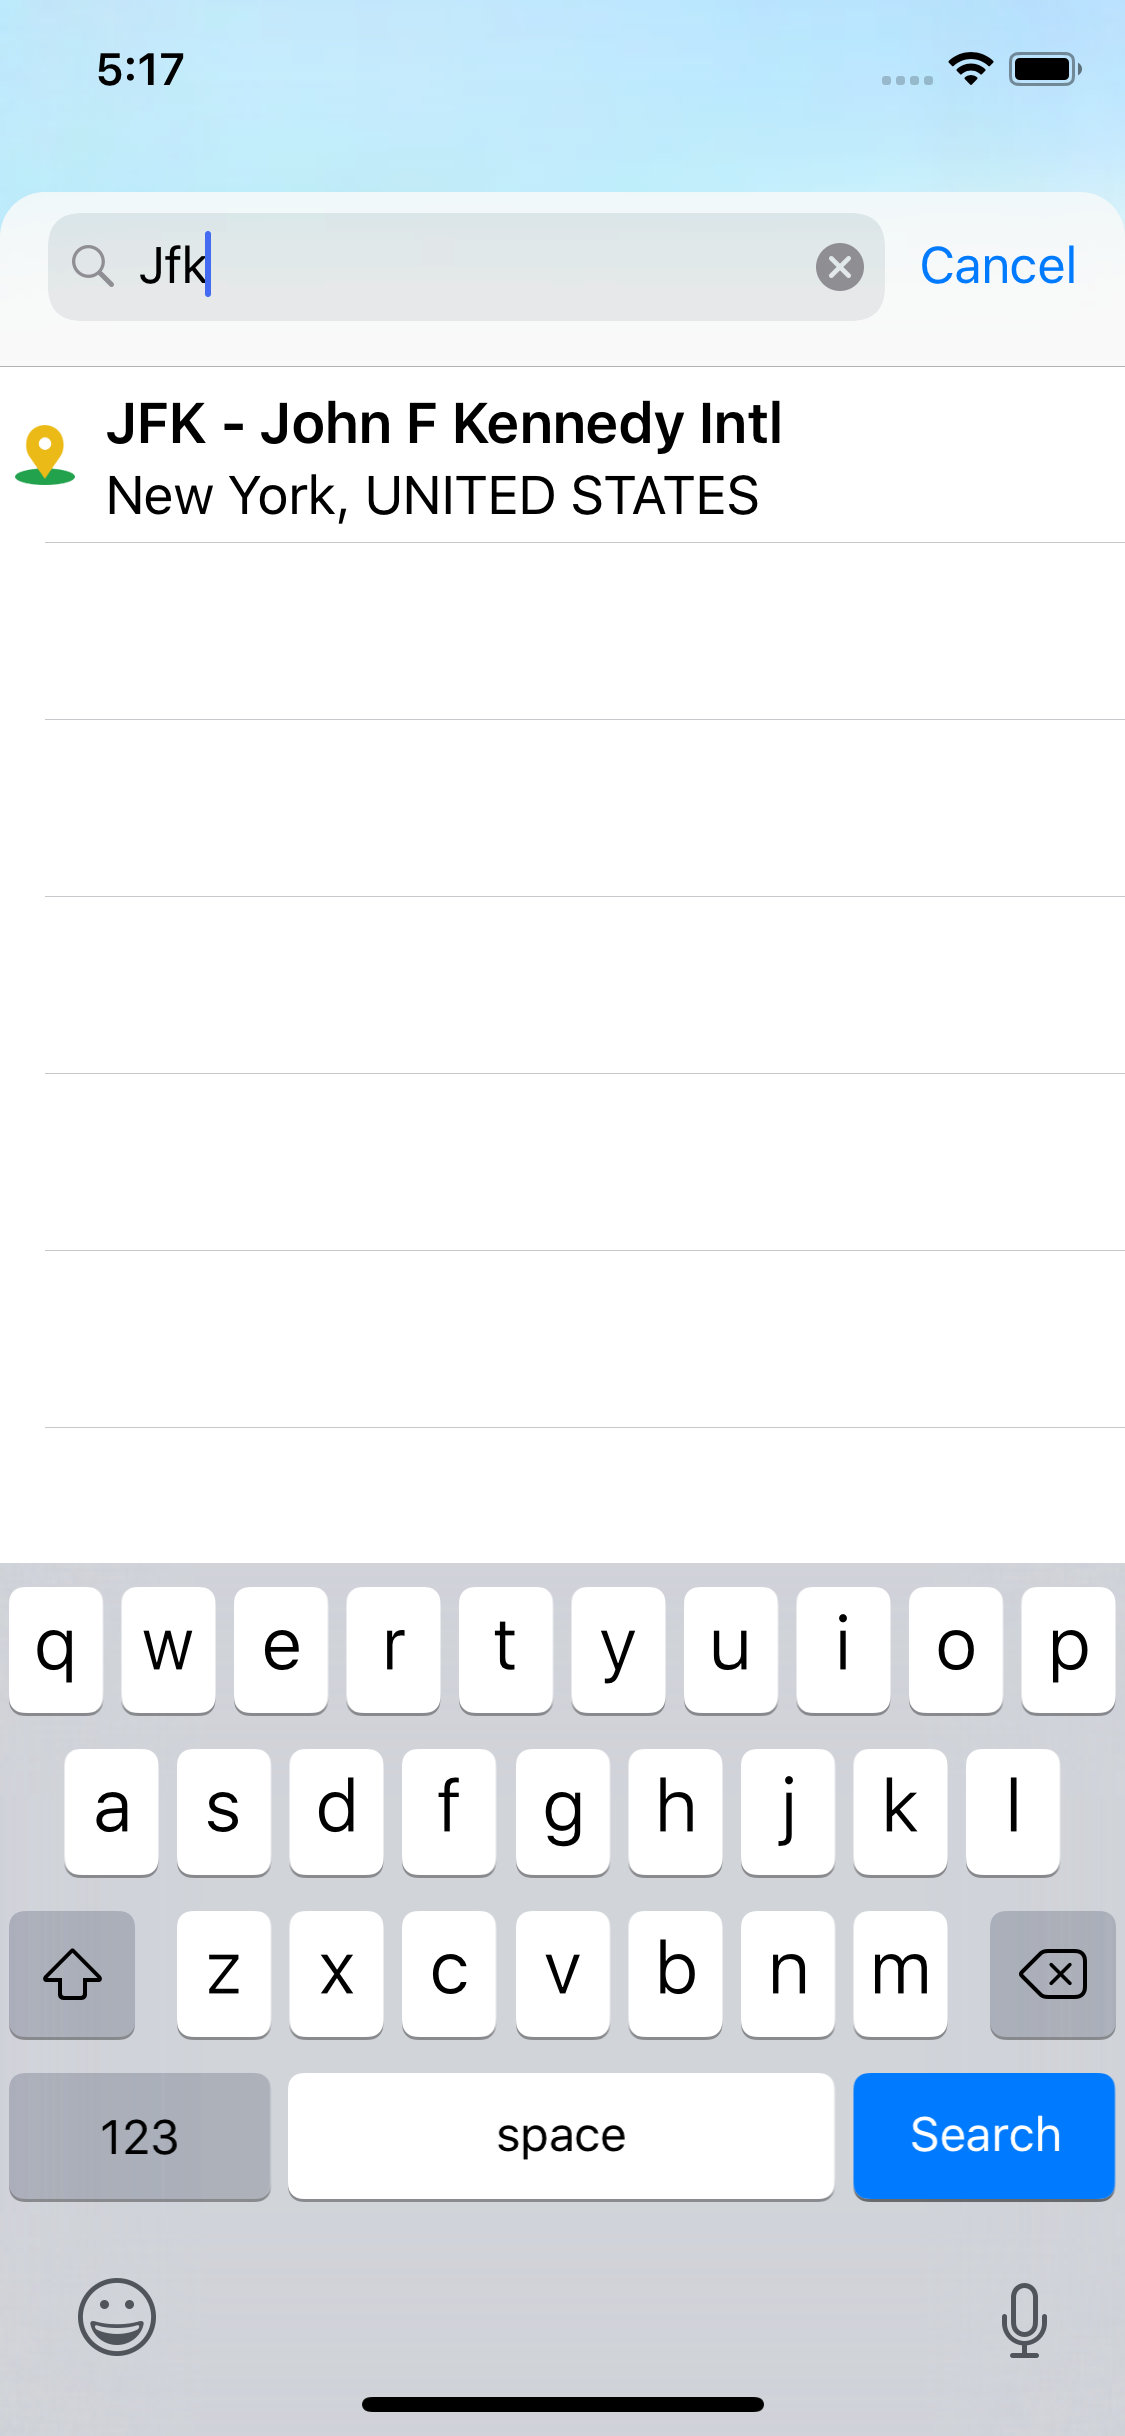 5:17
Jfk
Cancel
JFK - John F Kennedy Intl
New York, UNITED STATES
q w e r t y u i o p
a s d f g h j k l
z x c v b n m
123 space Search